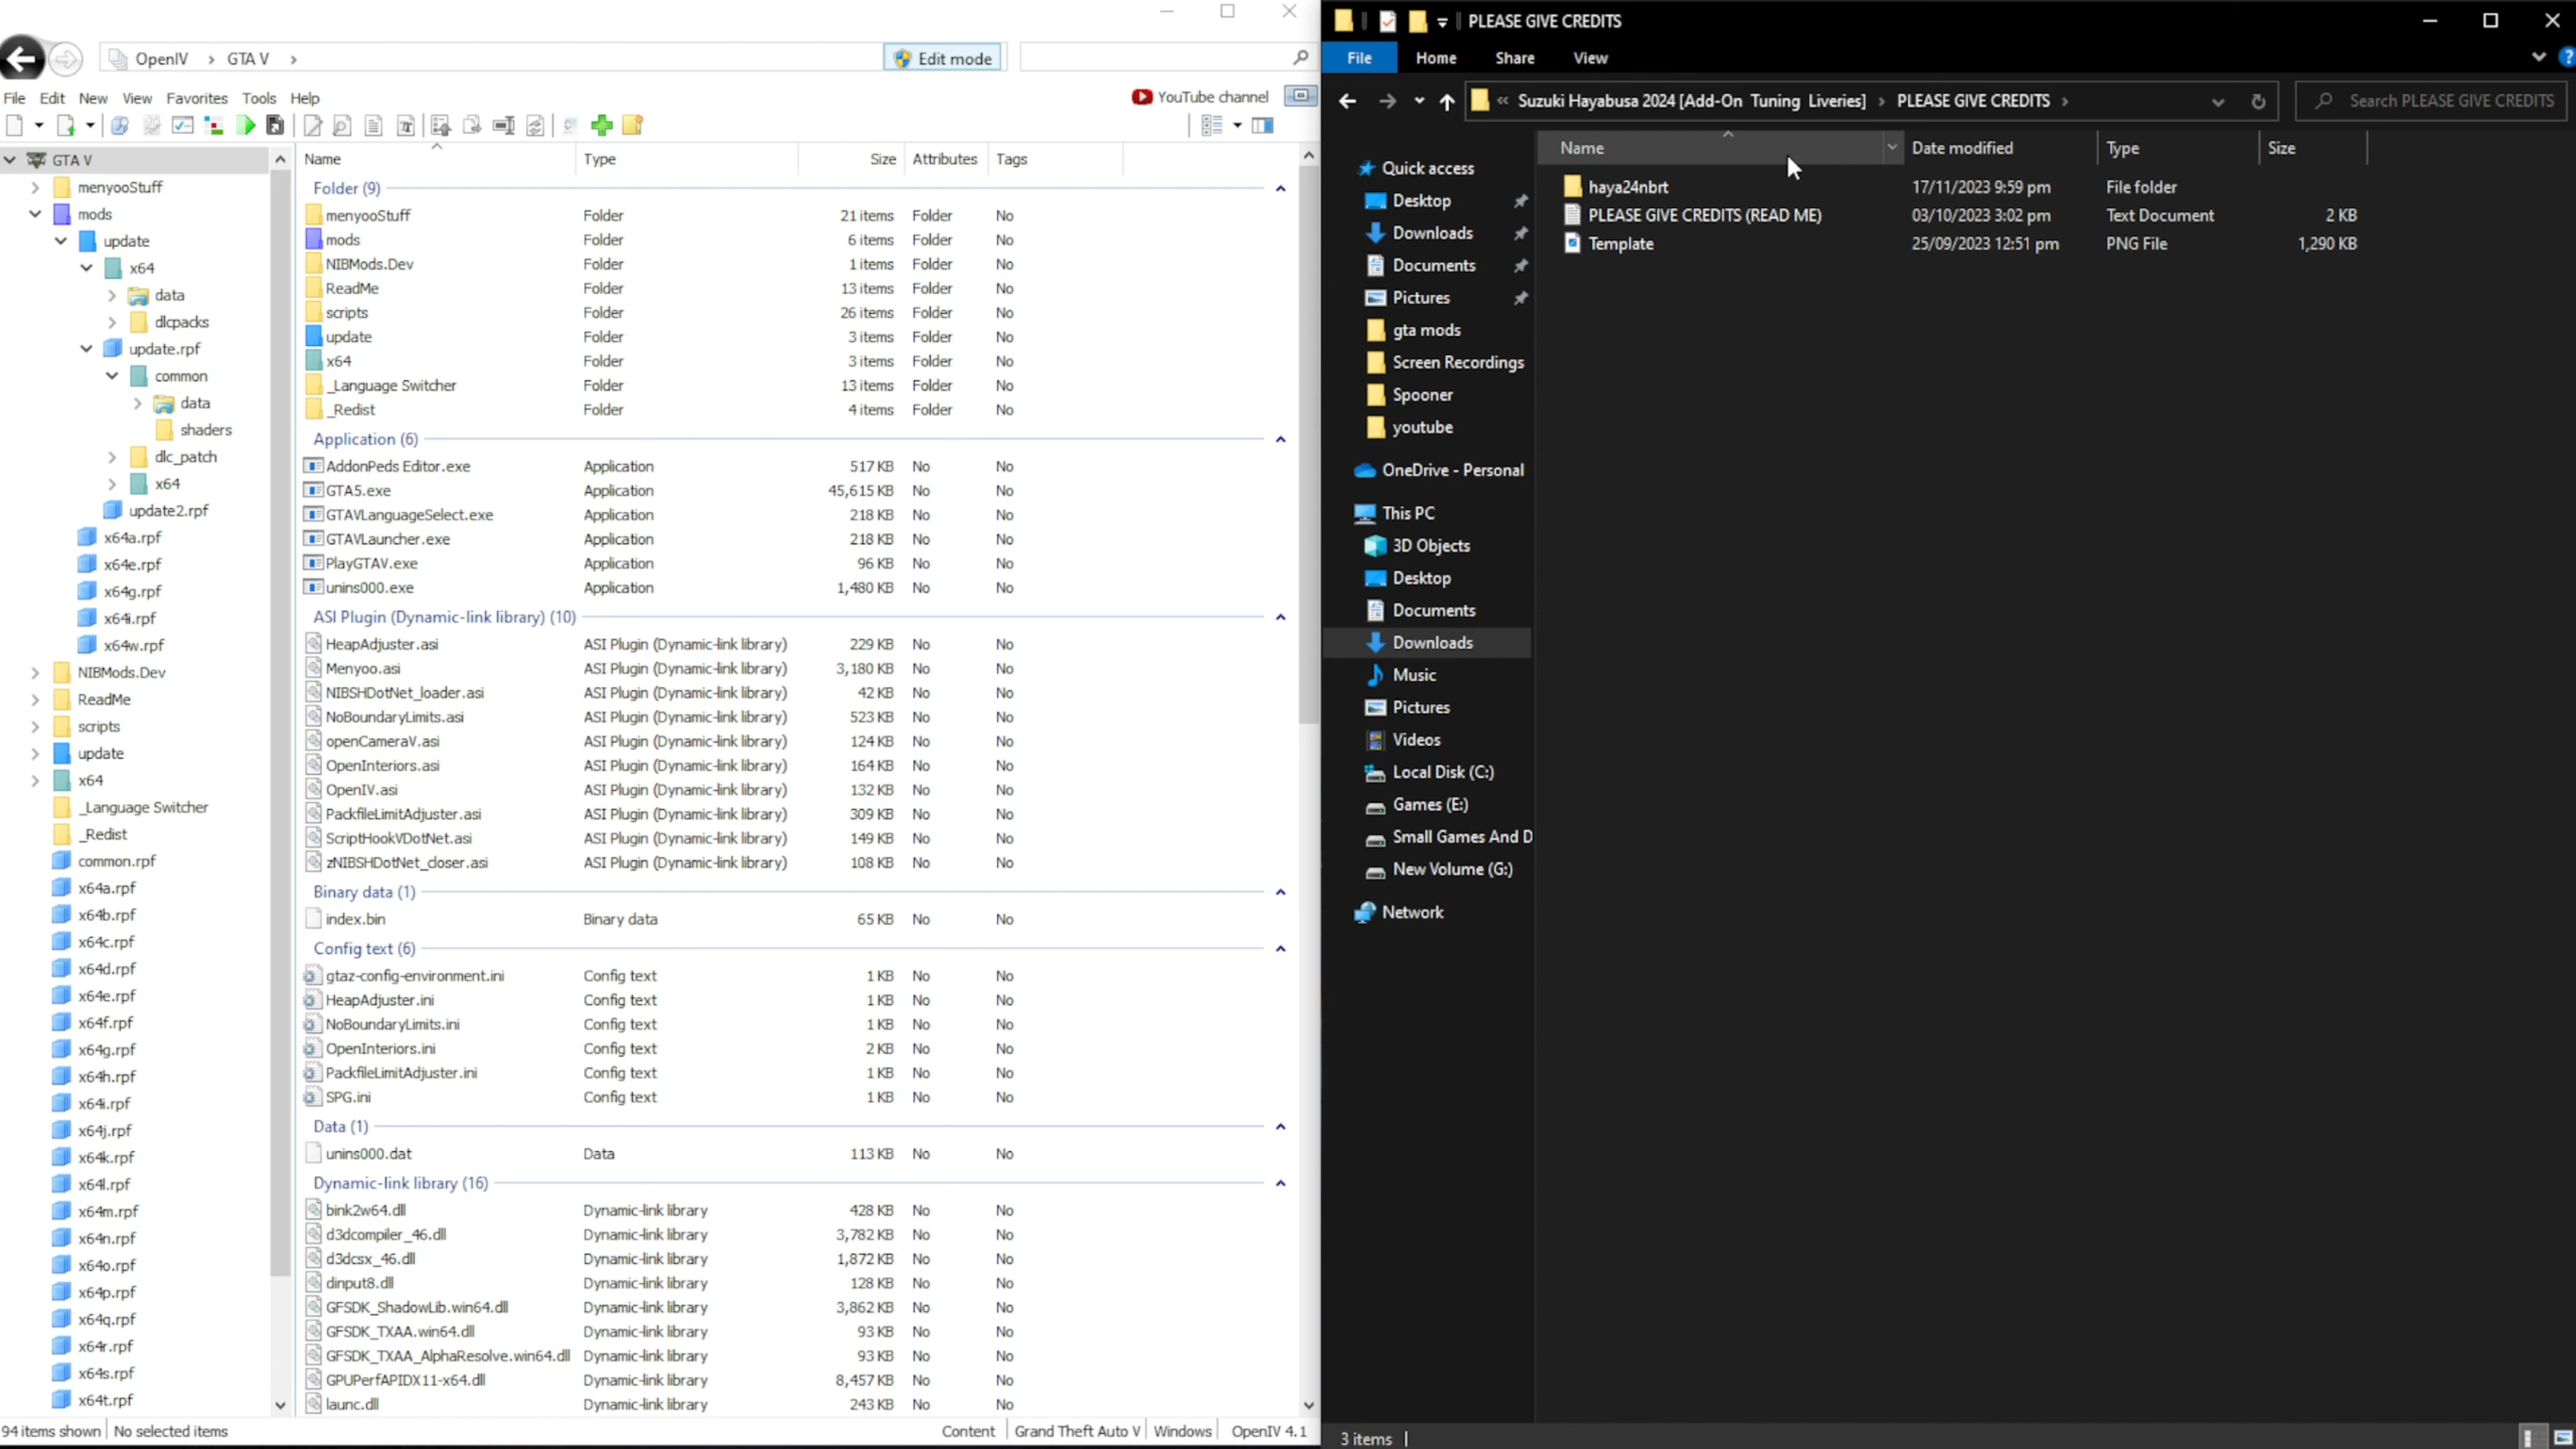 OpenIV > GTA V >
Edit mode
File Edit New View Favorites Tools Help
YouTube channel
GTA V
menyooStuff
mods
update
x64
data
dlcpacks
update.rpf
common
data
shaders
dlc_patch
x64
update2.rpf
x64a.rpf
x64e.rpf
x64g.rpf
x64i.rpf
x64w.rpf
NIBMods.Dev
ReadMe
scripts
update
x64
_Language Switcher
_Redist
common.rpf
x64a.rpf
x64b.rpf
x64c.rpf
x64d.rpf
x64e.rpf
x64f.rpf
x64g.rpf
x64h.rpf
x64i.rpf
x64j.rpf
x64k.rpf
x64l.rpf
x64m.rpf
x64n.rpf
x64o.rpf
x64p.rpf
x64q.rpf
x64r.rpf
x64s.rpf
x64t.rpf
Name Type Size Attributes Tags
Folder (9)
menyooStuff Folder 21 items Folder No
mods Folder 6 items Folder No
NIBMods.Dev Folder 1 items Folder No
ReadMe Folder 13 items Folder No
scripts Folder 26 items Folder No
update Folder 3 items Folder No
x64 Folder 3 items Folder No
_Language Switcher Folder 13 items Folder No
_Redist Folder 4 items Folder No
Application (6)
AddonPeds Editor.exe Application 517 KB No No
GTA5.exe Application 45,615 KB No No
GTAVLanguageSelect.exe Application 218 KB No No
GTAVLauncher.exe Application 218 KB No No
PlayGTAV.exe Application 96 KB No No
unins000.exe Application 1,480 KB No No
ASI Plugin (Dynamic-link library) (10)
HeapAdjuster.asi ASI Plugin (Dynamic-link library) 229 KB No No
Menyoo.asi ASI Plugin (Dynamic-link library) 3,180 KB No No
NIBSHDotNet_loader.asi ASI Plugin (Dynamic-link library) 42 KB No No
NoBoundaryLimits.asi ASI Plugin (Dynamic-link library) 523 KB No No
openCameraV.asi ASI Plugin (Dynamic-link library) 124 KB No No
OpenInteriors.asi ASI Plugin (Dynamic-link library) 164 KB No No
OpenIV.asi ASI Plugin (Dynamic-link library) 132 KB No No
PackfileLimitAdjuster.asi ASI Plugin (Dynamic-link library) 309 KB No No
ScriptHookVDotNet.asi ASI Plugin (Dynamic-link library) 149 KB No No
zNIBSHDotNet_closer.asi ASI Plugin (Dynamic-link library) 108 KB No No
Binary data (1)
index.bin Binary data 65 KB No No
Config text (6)
gtaz-config-environment.ini Config text 1 KB No No
HeapAdjuster.ini Config text 1 KB No No
NoBoundaryLimits.ini Config text 1 KB No No
OpenInteriors.ini Config text 2 KB No No
PackfileLimitAdjuster.ini Config text 1 KB No No
SPG.ini Config text 1 KB No No
Data (1)
unins000.dat Data 113 KB No No
Dynamic-link library (16)
bink2w64.dll Dynamic-link library 428 KB No No
d3dcompiler_46.dll Dynamic-link library 3,782 KB No No
d3dcsx_46.dll Dynamic-link library 1,872 KB No No
dinput8.dll Dynamic-link library 128 KB No No
GFSDK_ShadowLib.win64.dll Dynamic-link library 3,862 KB No No
GFSDK_TXAA.win64.dll Dynamic-link library 93 KB No No
GFSDK_TXAA_AlphaResolve.win64.dll Dynamic-link library 93 KB No No
GPUPerfAPIDX11-x64.dll Dynamic-link library 8,457 KB No No
launc.dll Dynamic-link library 243 KB No No
94 items shown No selected items Content Grand Theft Auto V Windows OpenIV 4.1
PLEASE GIVE CREDITS
File Home Share View
« Suzuki Hayabusa 2024 [Add-On Tuning Liveries] > PLEASE GIVE CREDITS >
Search PLEASE GIVE CREDITS
Quick access
Desktop
Downloads
Documents
Pictures
gta mods
Screen Recordings
Spooner
youtube
OneDrive - Personal
This PC
3D Objects
Desktop
Documents
Downloads
Music
Pictures
Videos
Local Disk (C:)
Games (E:)
Small Games And D
New Volume (G:)
Network
Name Date modified Type Size
haya24nbrt 17/11/2023 9:59 pm File folder
PLEASE GIVE CREDITS (READ ME) 03/10/2023 3:02 pm Text Document 2 KB
Template 25/09/2023 12:51 pm PNG File 1,290 KB
3 items